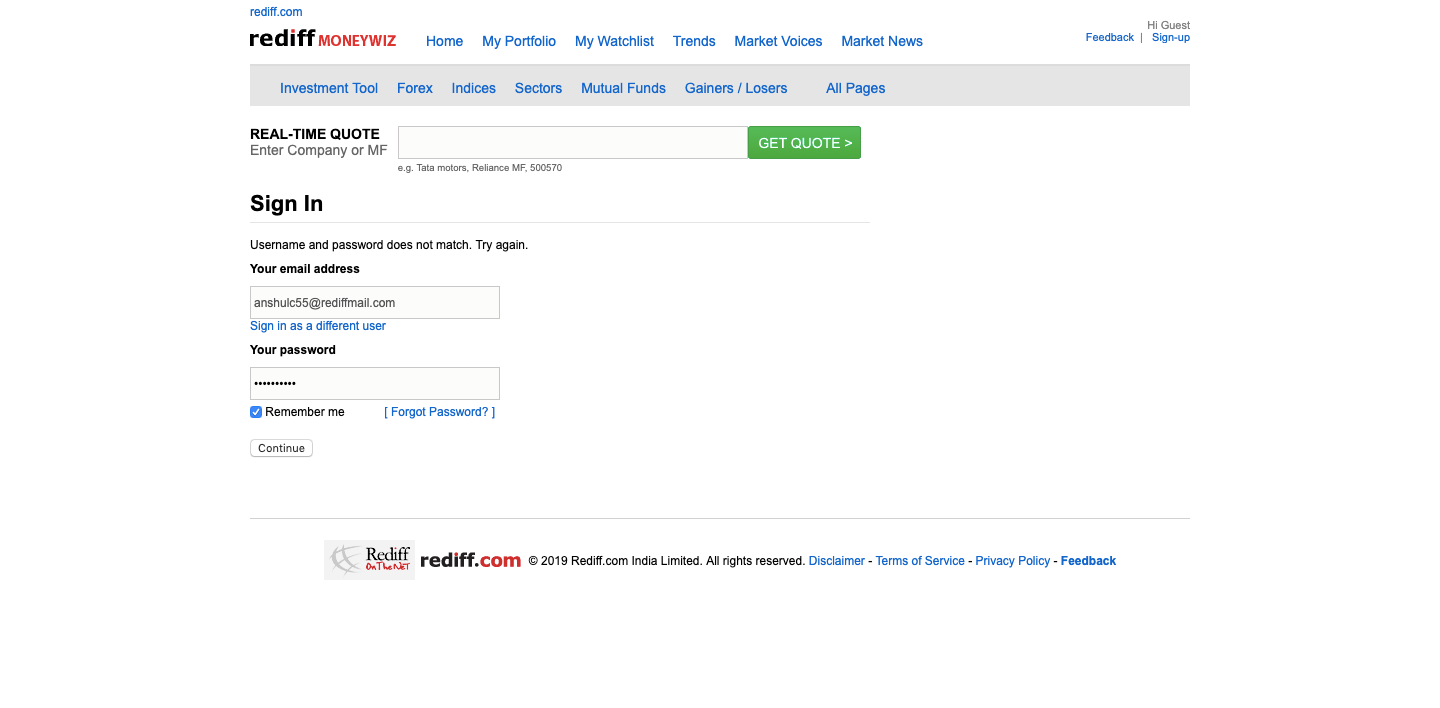 rediff.com
rediff MONEYWIZ
Home My Portfolio My Watchlist Trends Market Voices Market News
Hi Guest
Feedback | Sign-up
Investment Tool Forex Indices Sectors Mutual Funds Gainers / Losers All Pages
REAL-TIME QUOTE
Enter Company or MF
GET QUOTE >
e.g. Tata motors, Reliance MF, 500570
Sign In
Username and password does not match. Try again.
Your email address
anshulc55@rediffmail.com
Sign in as a different user
Your password
••••••••••
Remember me [ Forgot Password? ]
Continue
Rediff
On The NeT
rediff.com © 2019 Rediff.com India Limited. All rights reserved. Disclaimer - Terms of Service - Privacy Policy - Feedback